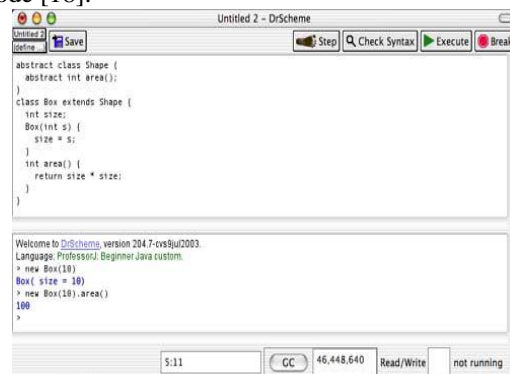 ode [18].
Untitled 2 - DrScheme
Untitled 2
(define ...)
Save
Step
Check Syntax
Execute
Break
abstract class Shape {
abstract int area();
}
class Box extends Shape {
int size;
Box(int s) {
size = s;
}
int area() {
return size * size;
}
}
Welcome to DrScheme, version 204.7-cvs9jul2003.
Language: ProfessorJ: Beginner Java custom.
> new Box(10)
Box( size = 10)
> new Box(10).area()
100
>
5:11
GC
46,448,640
Read/Write
not running